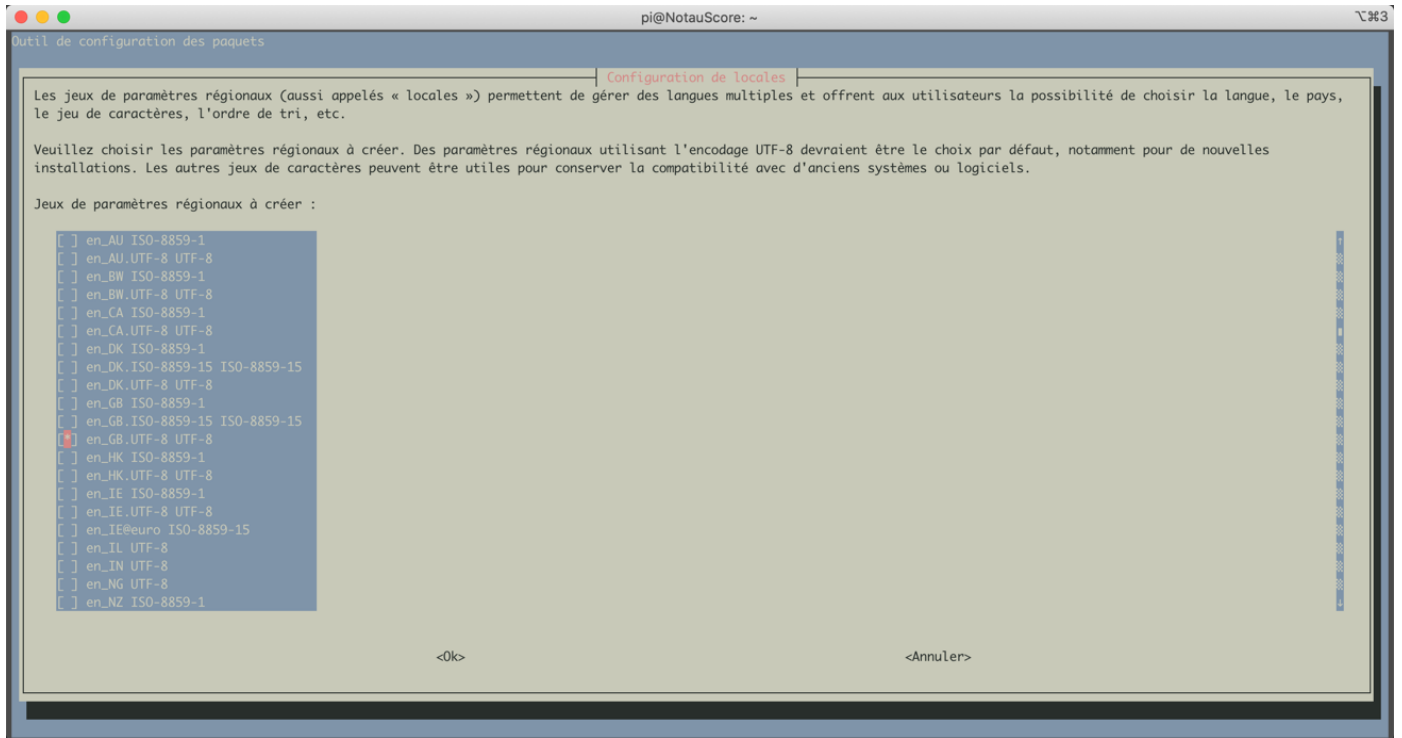 pi@NotauScore: ~
⌥⌘3
Outil de configuration des paquets
Configuration de locales
Les jeux de paramètres régionaux (aussi appelés « locales ») permettent de gérer des langues multiples et offrent aux utilisateurs la possibilité de choisir la langue, le pays,
le jeu de caractères, l'ordre de tri, etc.
Veuillez choisir les paramètres régionaux à créer. Des paramètres régionaux utilisant l'encodage UTF-8 devraient être le choix par défaut, notamment pour de nouvelles
installations. Les autres jeux de caractères peuvent être utiles pour conserver la compatibilité avec d'anciens systèmes ou logiciels.
Jeux de paramètres régionaux à créer :
[ ] en_AU ISO-8859-1
[ ] en_AU.UTF-8 UTF-8
[ ] en_BW ISO-8859-1
[ ] en_BW.UTF-8 UTF-8
[ ] en_CA ISO-8859-1
[ ] en_CA.UTF-8 UTF-8
[ ] en_DK ISO-8859-1
[ ] en_DK.ISO-8859-15 ISO-8859-15
[ ] en_DK.UTF-8 UTF-8
[ ] en_GB ISO-8859-1
[ ] en_GB.ISO-8859-15 ISO-8859-15
[*] en_GB.UTF-8 UTF-8
[ ] en_HK ISO-8859-1
[ ] en_HK.UTF-8 UTF-8
[ ] en_IE ISO-8859-1
[ ] en_IE.UTF-8 UTF-8
[ ] en_IE@euro ISO-8859-15
[ ] en_IL UTF-8
[ ] en_IN UTF-8
[ ] en_NG UTF-8
[ ] en_NZ ISO-8859-1
<Ok>
<Annuler>